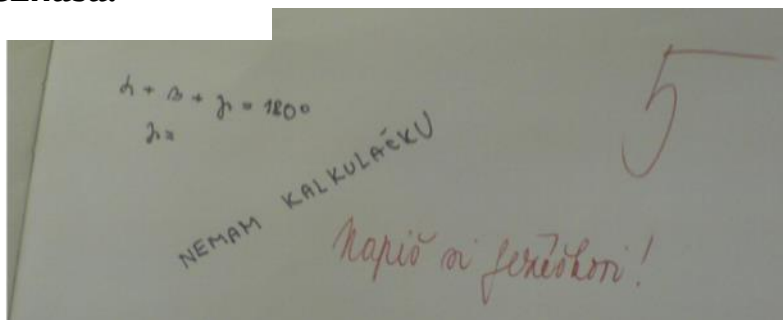 α + β + γ = 180°
γ =
NEMAM KALKULAČKU
5
Napiš si Ježíškovi!